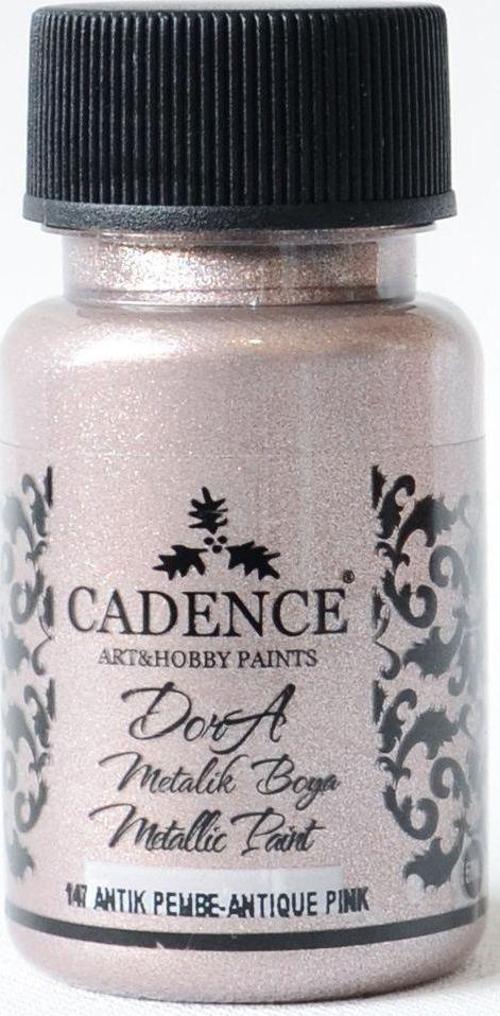 CADENCE®
ART&HOBBY PAINTS
DorA
Metalik Boya
Metallic Paint
147 ANTIK PEMBE-ANTIQUE PINK